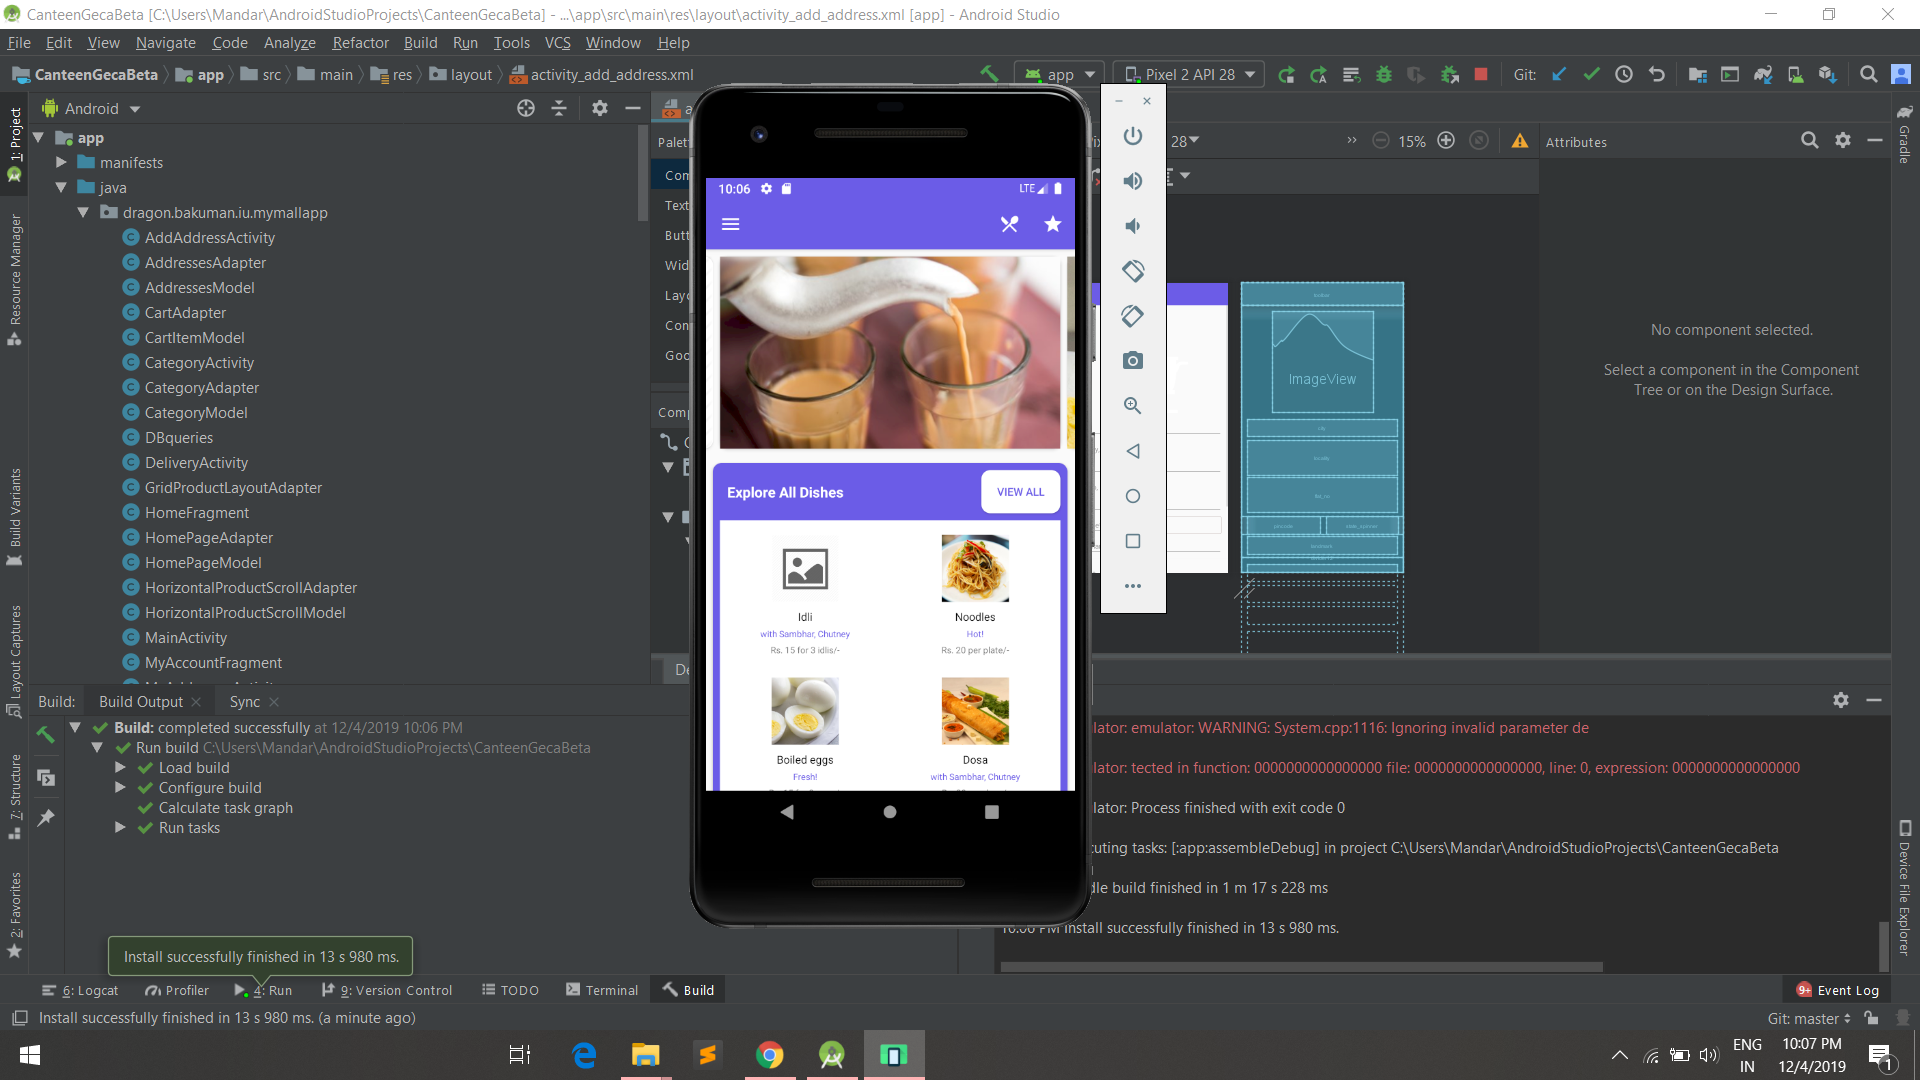 CanteenGecaBeta [C:\Users\Mandar\AndroidStudioProjects\CanteenGecaBeta] - ...\app\src\main\res\layout\activity_add_address.xml [app] - Android Studio
File Edit View Navigate Code Analyze Refactor Build Run Tools VCS Window Help
CanteenGecaBeta app src main res layout activity_add_address.xml
app Pixel 2 API 28 Git:
Android
1: Project
Resource Manager
Build Variants
Layout Captures
7: Structure
2: Favorites
app
manifests
java
dragon.bakuman.iu.mymallapp
AddAddressActivity
AddressesAdapter
AddressesModel
CartAdapter
CartItemModel
CategoryActivity
CategoryAdapter
CategoryModel
DBqueries
DeliveryActivity
GridProductLayoutAdapter
HomeFragment
HomePageAdapter
HomePageModel
HorizontalProductScrollAdapter
HorizontalProductScrollModel
MainActivity
MyAccountFragment
Palet
Com
Text
Butt
Wid
Layo
Con
Goo
Comp
De
10:06 LTE
Explore All Dishes VIEW ALL
Idli
with Sambhar, Chutney
Rs. 15 for 3 idlis/-
Noodles
Hot!
Rs. 20 per plate/-
Boiled eggs
Fresh!
Dosa
with Sambhar, Chutney
28
15%
ImageView
Attributes
No component selected.
Select a component in the Component
Tree or on the Design Surface.
Gradle
Device File Explorer
Build: Build Output Sync
Build: completed successfully at 12/4/2019 10:06 PM
Run build C:\Users\Mandar\AndroidStudioProjects\CanteenGecaBeta
Load build
Configure build
Calculate task graph
Run tasks
lator: emulator: WARNING: System.cpp:1116: Ignoring invalid parameter de
lator: tected in function: 0000000000000000 file: 0000000000000000, line: 0, expression: 0000000000000000
lator: Process finished with exit code 0
cuting tasks: [:app:assembleDebug] in project C:\Users\Mandar\AndroidStudioProjects\CanteenGecaBeta
dle build finished in 1 m 17 s 228 ms
10:06 PM Install successfully finished in 13 s 980 ms.
Install successfully finished in 13 s 980 ms.
6: Logcat Profiler 4: Run 9: Version Control TODO Terminal Build 9+ Event Log
Install successfully finished in 13 s 980 ms. (a minute ago) Git: master
ENG
IN
10:07 PM
12/4/2019
1